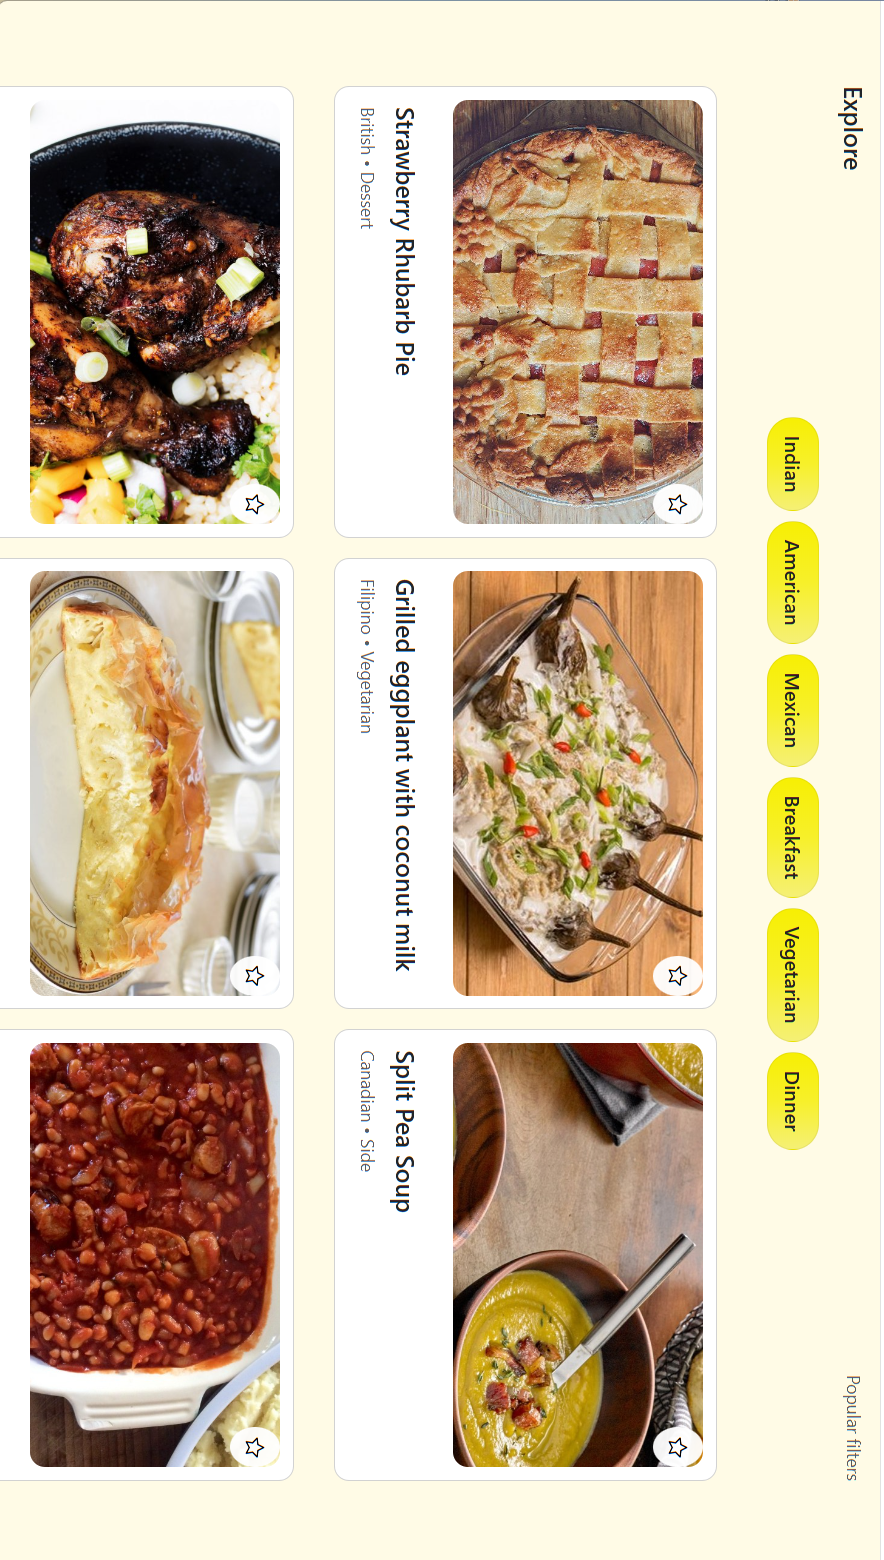 Explore
Popular filters
Indian
American
Mexican
Breakfast
Vegetarian
Dinner
Strawberry Rhubarb Pie
British • Dessert
Grilled eggplant with coconut milk
Filipino • Vegetarian
Split Pea Soup
Canadian • Side